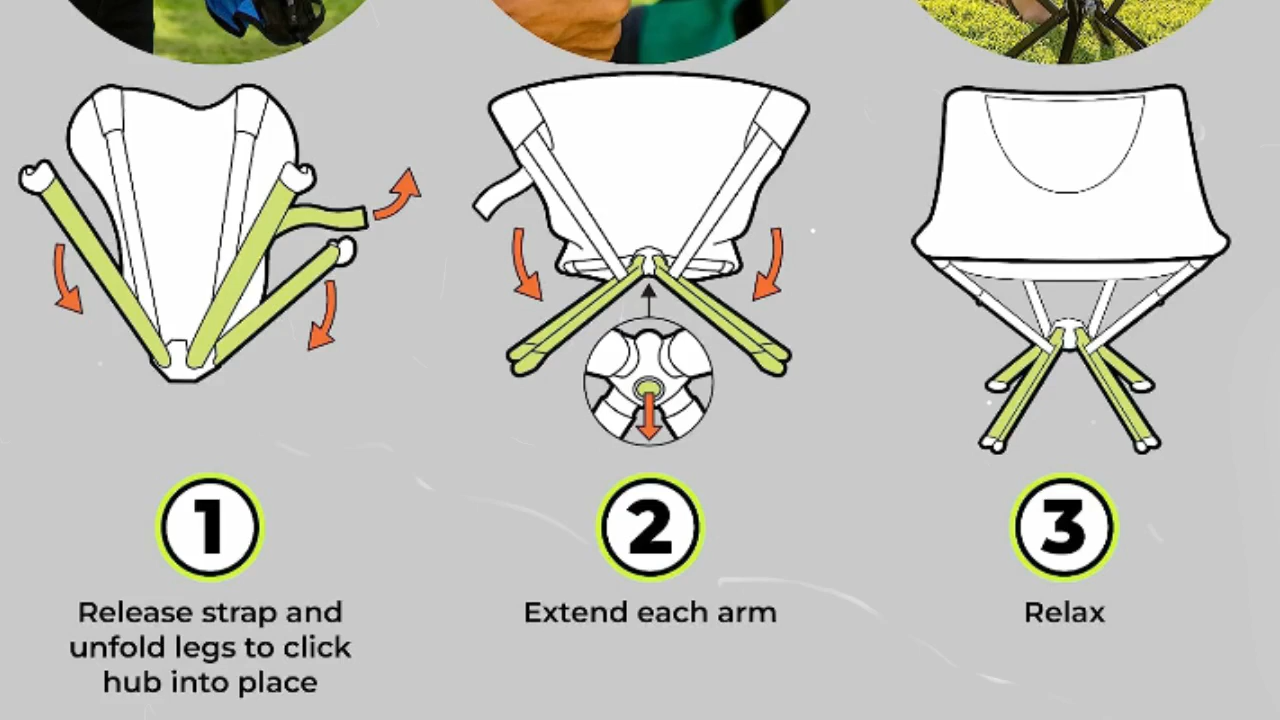 1
Release strap and
unfold legs to click
hub into place
2
Extend each arm
3
Relax